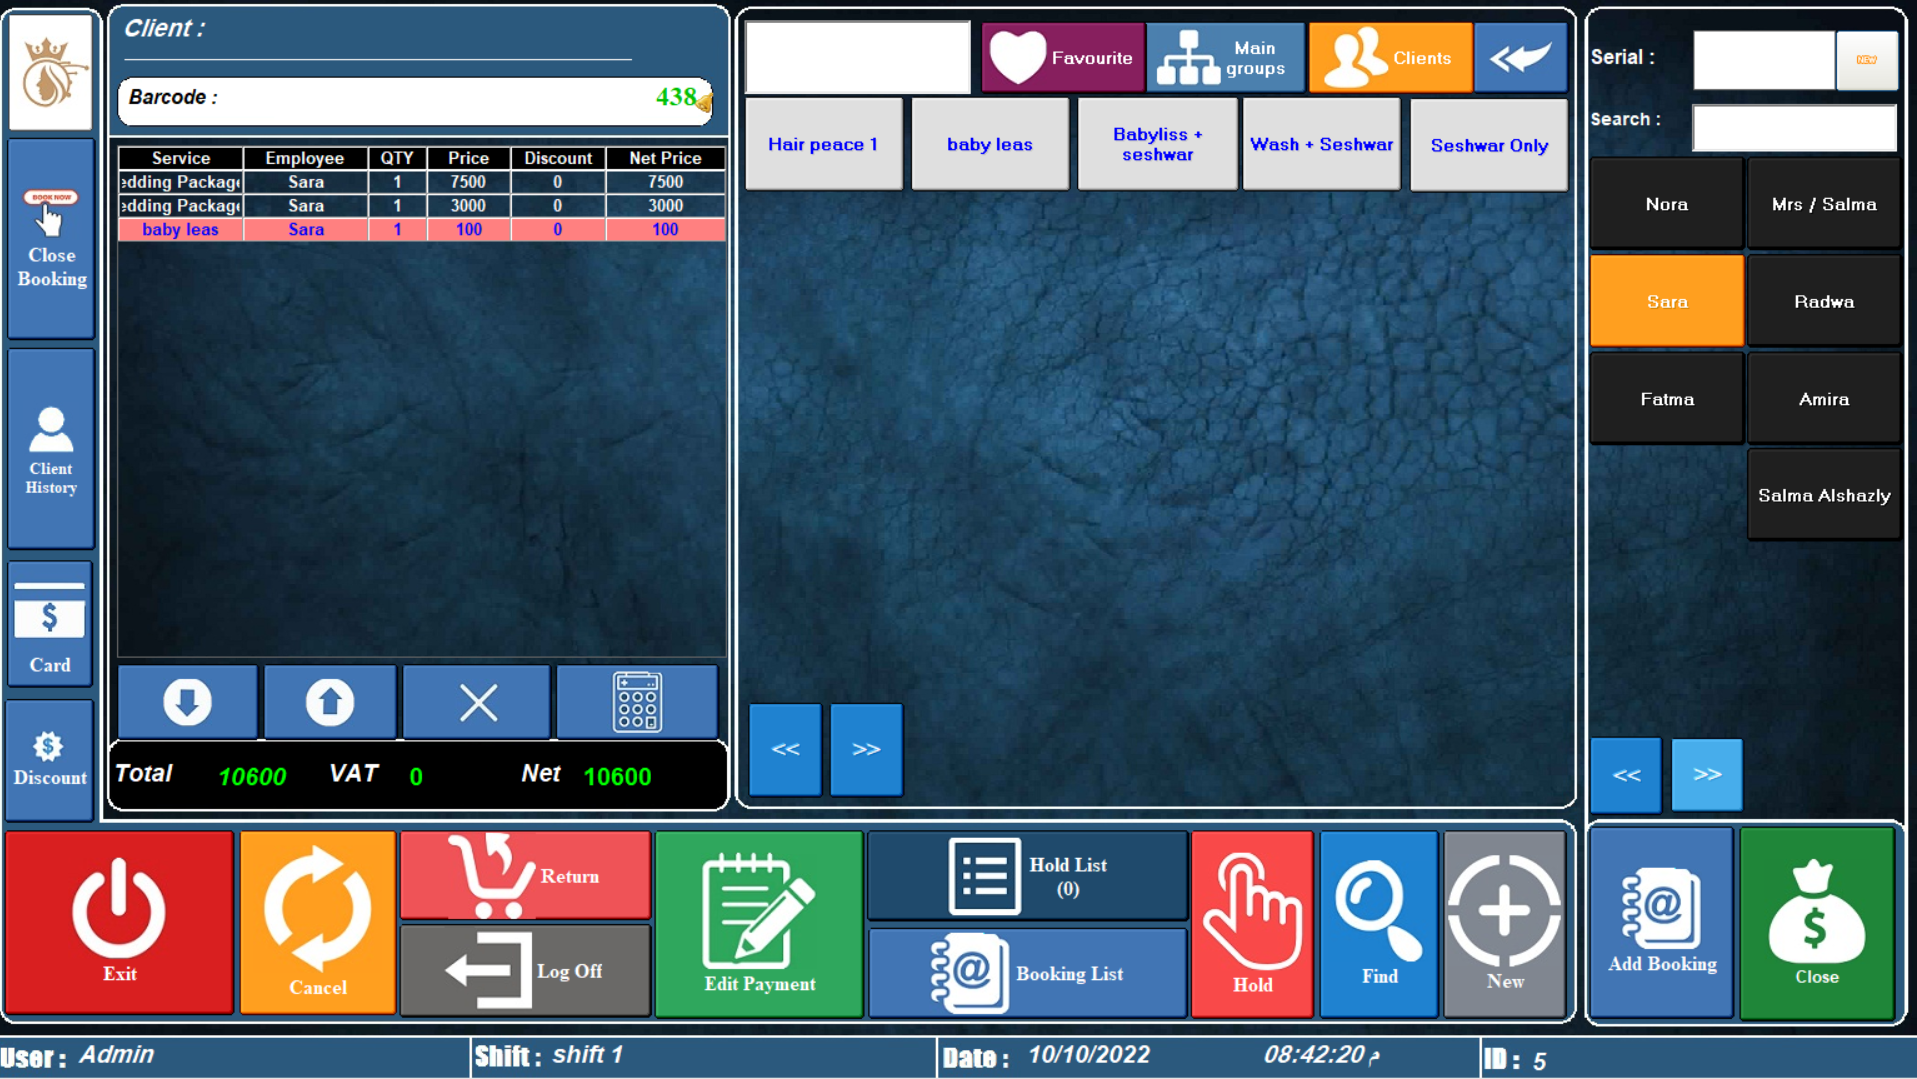 Client :
Barcode :
438
Service Employee QTY Price Discount Net Price
edding Package Sara 1 7500 0 7500
edding Package Sara 1 3000 0 3000
baby leas Sara 1 100 0 100
Total 10600 VAT 0 Net 10600
BOOK NOW
Close
Booking
Client
History
$
Card
$
Discount
Favourite
Main
groups
Clients
Hair peace 1
baby leas
Babyliss +
seshwar
Wash + Seshwar
Seshwar Only
<<
>>
Serial :
NEW
Search :
Nora
Mrs / Salma
Sara
Radwa
Fatma
Amira
Salma Alshazly
<<
>>
Exit
Cancel
Return
Log Off
Edit Payment
Hold List
(0)
@
Booking List
Hold
Find
New
@
Add Booking
$
Close
User : Admin
Shift : shift 1
Date : 10/10/2022 08:42:20 م
ID : 5